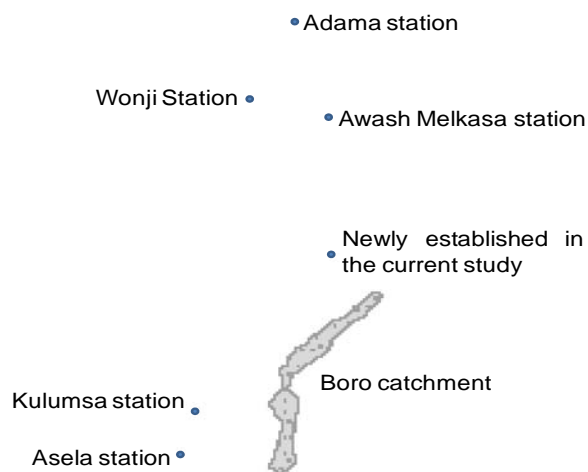 Adama station
Wonji Station
Awash Melkasa station
Newly established in
the current study
Boro catchment
Kulumsa station
Asela station